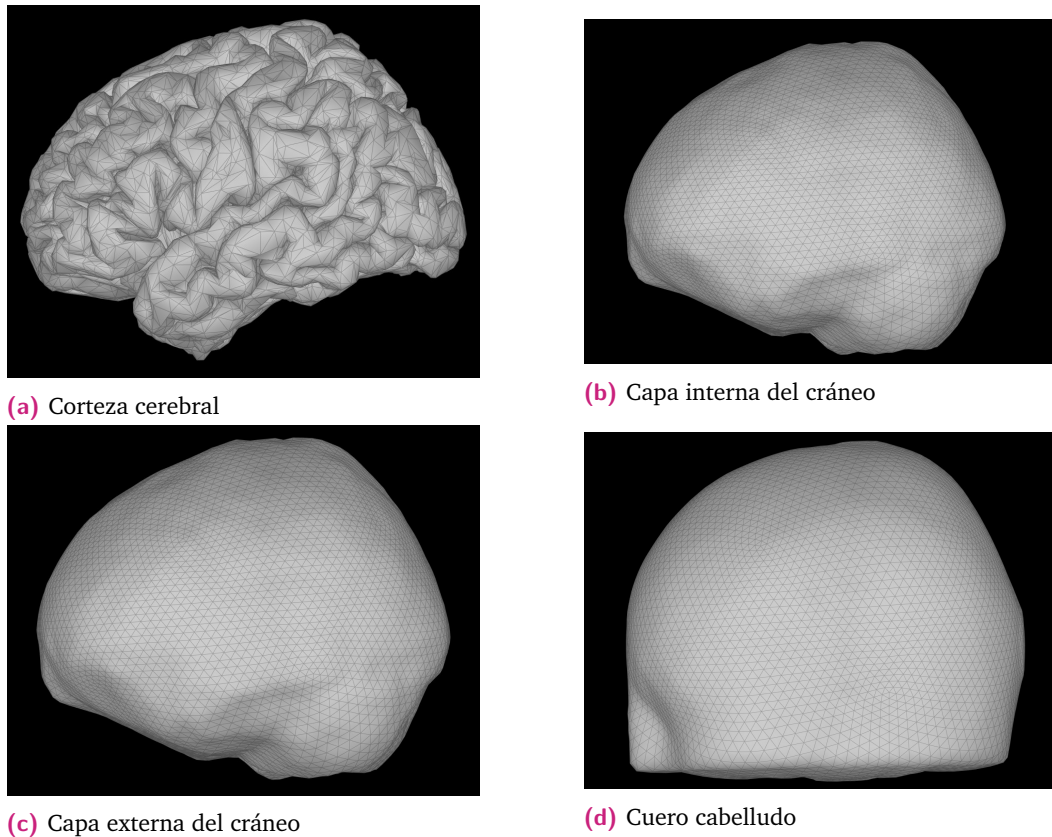 (a) Corteza cerebral
(b) Capa interna del cráneo
(c) Capa externa del cráneo
(d) Cuero cabelludo